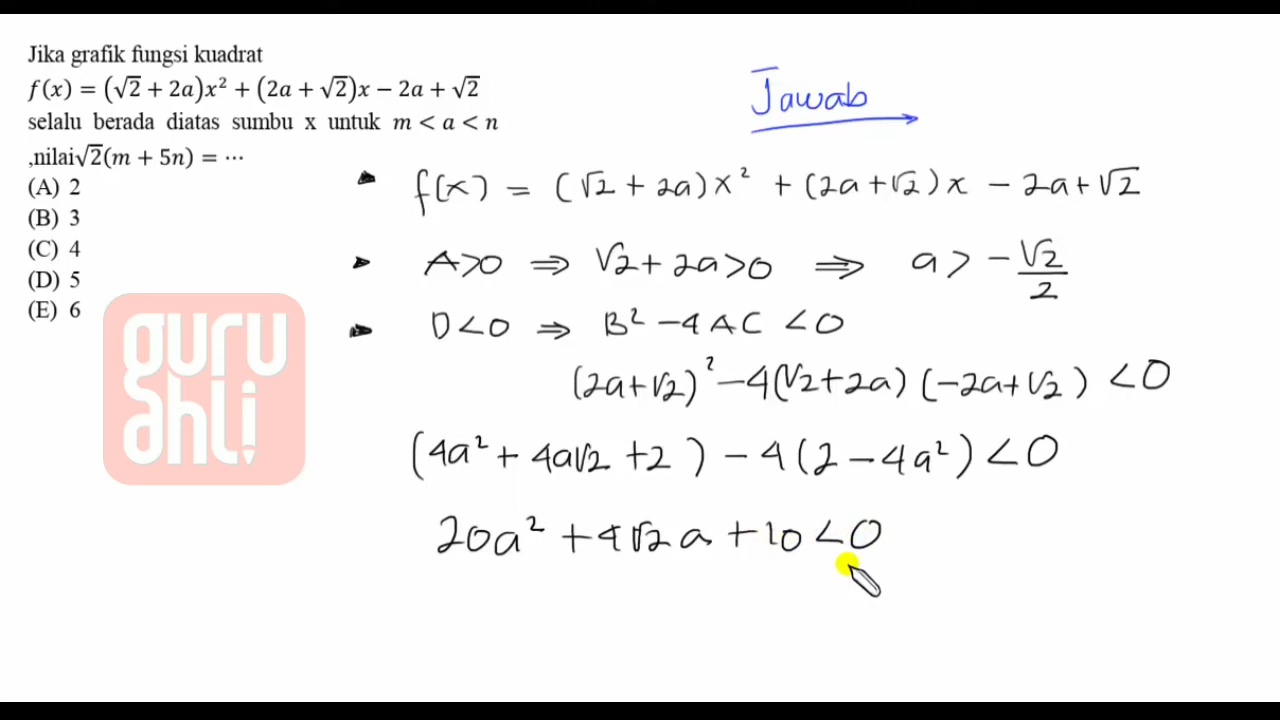 Jika grafik fungsi kuadrat
f(x) = (√2 + 2a)x² + (2a + √2)x − 2a + √2
selalu berada diatas sumbu x untuk m < a < n
,nilai√2(m + 5n) = ⋯
(A) 2
(B) 3
(C) 4
(D) 5
(E) 6
guru
ahli
Jawab
f(x) = (√2 + 2a)x² + (2a+√2)x − 2a+√2
A>0 ⇒ √2+2a>0 ⇒ a > −√2/2
D<0 ⇒ B²−4AC <0
(2a+√2)²−4(√2+2a)(−2a+√2) <0
(4a²+4a√2+2) − 4(2−4a²) <0
20a² +4√2a +10 <0